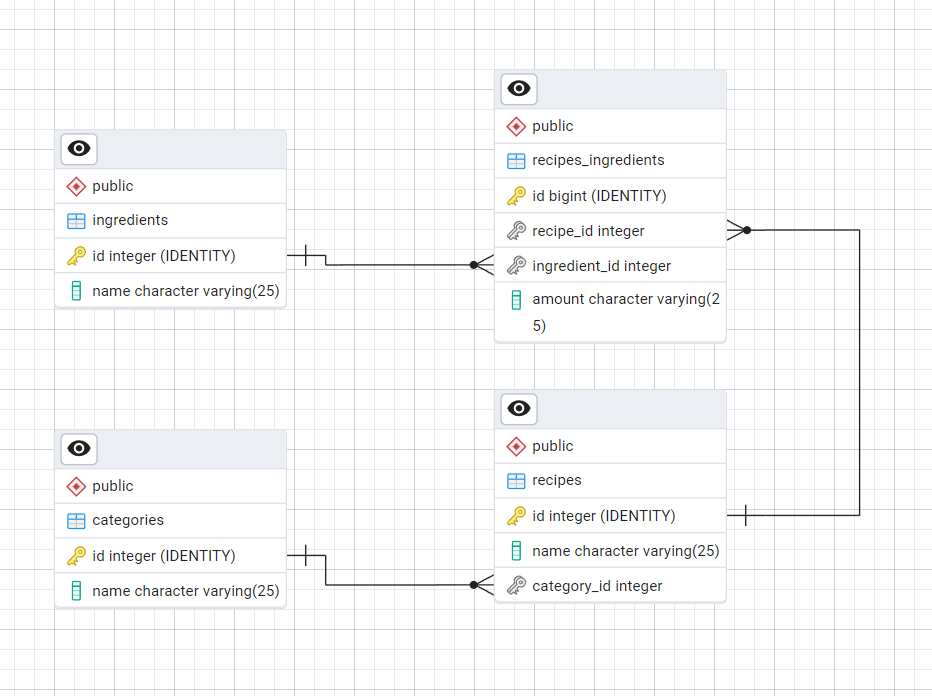 public
ingredients
id integer (IDENTITY)
name character varying(25)
public
recipes_ingredients
id bigint (IDENTITY)
recipe_id integer
ingredient_id integer
amount character varying(2
5)
public
categories
id integer (IDENTITY)
name character varying(25)
public
recipes
id integer (IDENTITY)
name character varying(25)
category_id integer